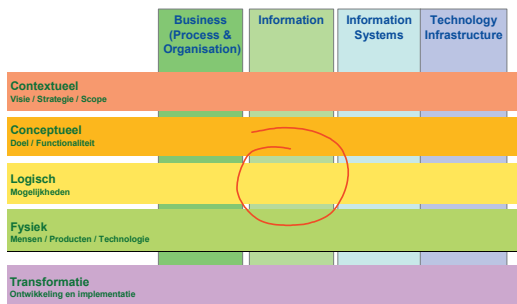 Business
(Process &
Organisation)
Information
Information
Systems
Technology
Infrastructure
Contextueel
Visie / Strategie / Scope
Conceptueel
Doel / Functionaliteit
Logisch
Mogelijkheden
Fysiek
Mensen / Producten / Technologie
Transformatie
Ontwikkeling en implementatie